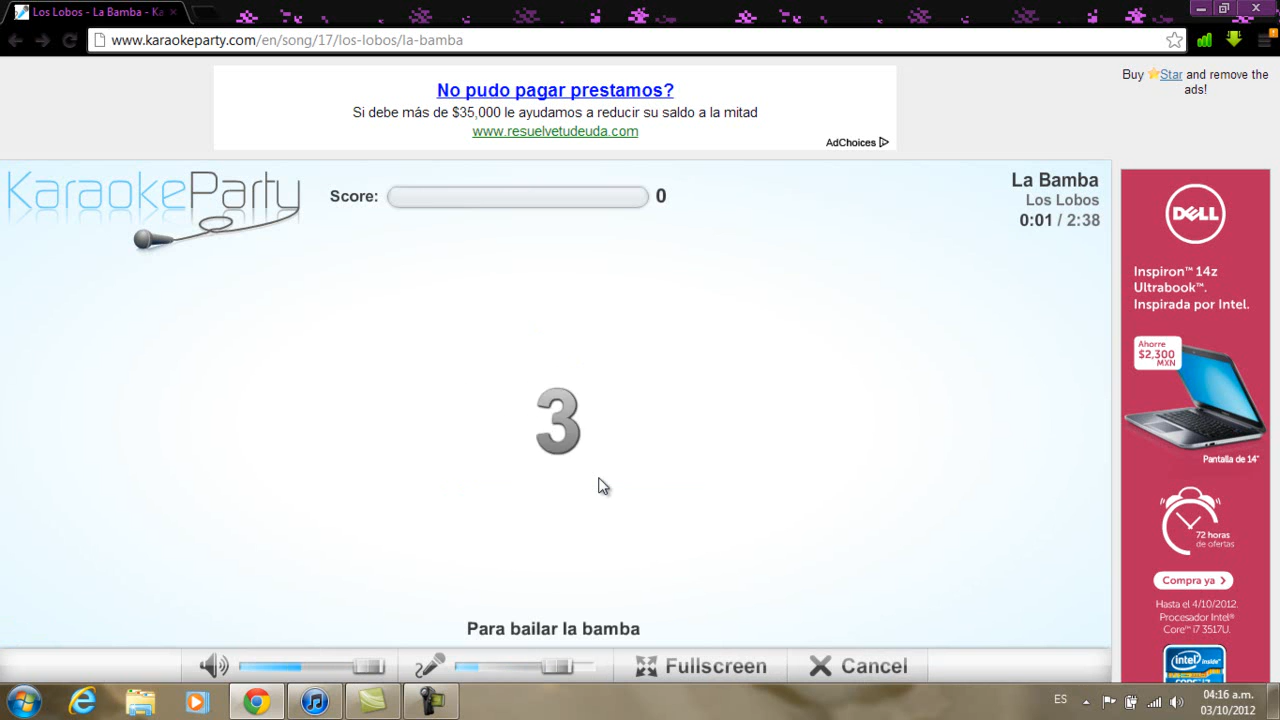 Los Lobos - La Bamba - Ka
www.karaokeparty.com/en/song/17/los-lobos/la-bamba
No pudo pagar prestamos?
Si debe más de $35,000 le ayudamos a reducir su saldo a la mitad
www.resuelvetudeuda.com
AdChoices
Buy Star and remove the
ads!
KaraokeParty
Score: 0
La Bamba
Los Lobos
0:01 / 2:38
3
Para bailar la bamba
Fullscreen
Cancel
DELL
Inspiron™ 14z
Ultrabook™.
Inspirada por Intel.
Ahorre
$2,300
MXN
Pantalla de 14"
72 horas
de ofertas
Compra ya
Hasta el 4/10/2012.
Procesador Intel®
Core™ i7 3517U.
intel
inside™
ES
04:16 a.m.
03/10/2012